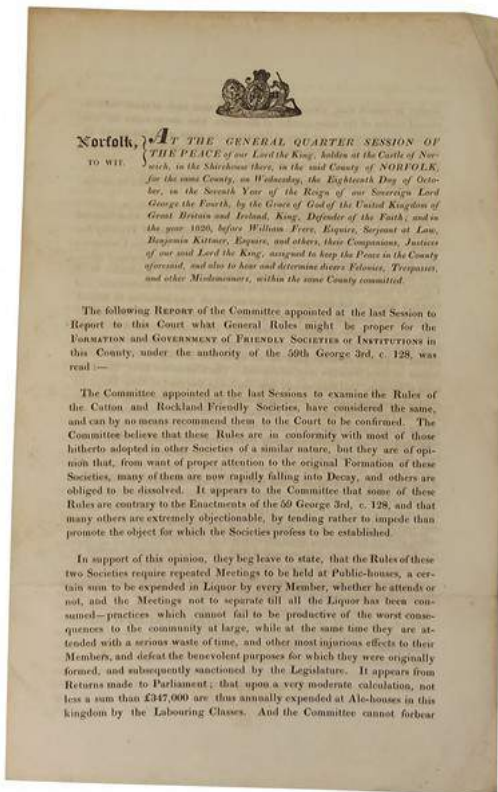 Norfolk, AT THE GENERAL QUARTER SESSION OF
TO WIT. THE PEACE of our Lord the King, holden at the Castle of Nor-
wich, in the Shirehouse there, in the said County of NORFOLK,
for the same County, on Wednesday, the Eighteenth Day of Octo-
ber, in the Seventh Year of the Reign of our Sovereign Lord
George the Fourth, by the Grace of God of the United Kingdom of
Great Britain and Ireland, King, Defender of the Faith; and in
the year 1826, before William Frere, Esquire, Serjeant at Law,
Benjamin Kittmer, Esquire, and others, their Companions, Justices
of our said Lord the King, assigned to keep the Peace in the County
aforesaid, and also to hear and determine divers Felonies, Trespasses,
and other Misdemeanors, within the same County committed.
The following REPORT of the Committee appointed at the last Session to
Report to this Court what General Rules might be proper for the
FORMATION and GOVERNMENT of FRIENDLY SOCIETIES or INSTITUTIONS in
this County, under the authority of the 59th George 3rd, c. 128, was
read :—
The Committee appointed at the last Sessions to examine the Rules of
the Catton and Rockland Friendly Societies, have considered the same,
and can by no means recommend them to the Court to be confirmed. The
Committee believe that these Rules are in conformity with most of those
hitherto adopted in other Societies of a similar nature, but they are of opi-
nion that, from want of proper attention to the original Formation of these
Societies, many of them are now rapidly falling into Decay, and others are
obliged to be dissolved. It appears to the Committee that some of these
Rules are contrary to the Enactments of the 59 George 3rd, c. 128, and that
many others are extremely objectionable, by tending rather to impede than
promote the object for which the Societies profess to be established.
In support of this opinion, they beg leave to state, that the Rules of these
two Societies require repeated Meetings to be held at Public-houses, a cer-
tain sum to be expended in Liquor by every Member, whether he attends or
not, and the Meetings not to separate till all the Liquor has been con-
sumed—practices which cannot fail to be productive of the worst conse-
quences to the community at large, while at the same time they are at-
tended with a serious waste of time, and other most injurious effects to their
Members, and defeat the benevolent purposes for which they were originally
formed, and subsequently sanctioned by the Legislature. It appears from
Returns made to Parliament; that upon a very moderate calculation, not
less a sum than £347,000 are thus annually expended at Ale-houses in this
kingdom by the Labouring Classes. And the Committee cannot forbear